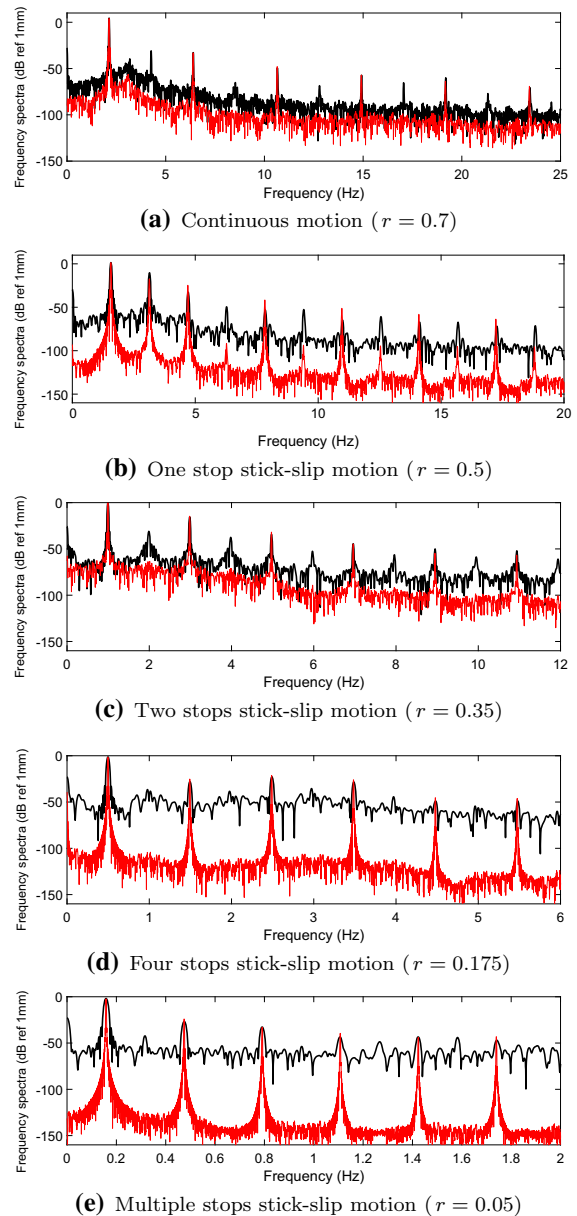 Frequency spectra (dB ref 1mm)
0
-50
-100
-150
0 5 10 15 20 25
Frequency (Hz)
(a) Continuous motion (r = 0.7)
Frequency spectra (dB ref 1mm)
0
-50
-100
-150
0 5 10 15 20
Frequency (Hz)
(b) One stop stick-slip motion (r = 0.5)
Frequency spectra (dB ref 1mm)
0
-50
-100
-150
0 2 4 6 8 10 12
Frequency (Hz)
(c) Two stops stick-slip motion (r = 0.35)
Frequency spectra (dB ref 1mm)
0
-50
-100
-150
0 1 2 3 4 5 6
Frequency (Hz)
(d) Four stops stick-slip motion (r = 0.175)
Frequency spectra (dB ref 1mm)
0
-50
-100
-150
0 0.2 0.4 0.6 0.8 1 1.2 1.4 1.6 1.8 2
Frequency (Hz)
(e) Multiple stops stick-slip motion (r = 0.05)